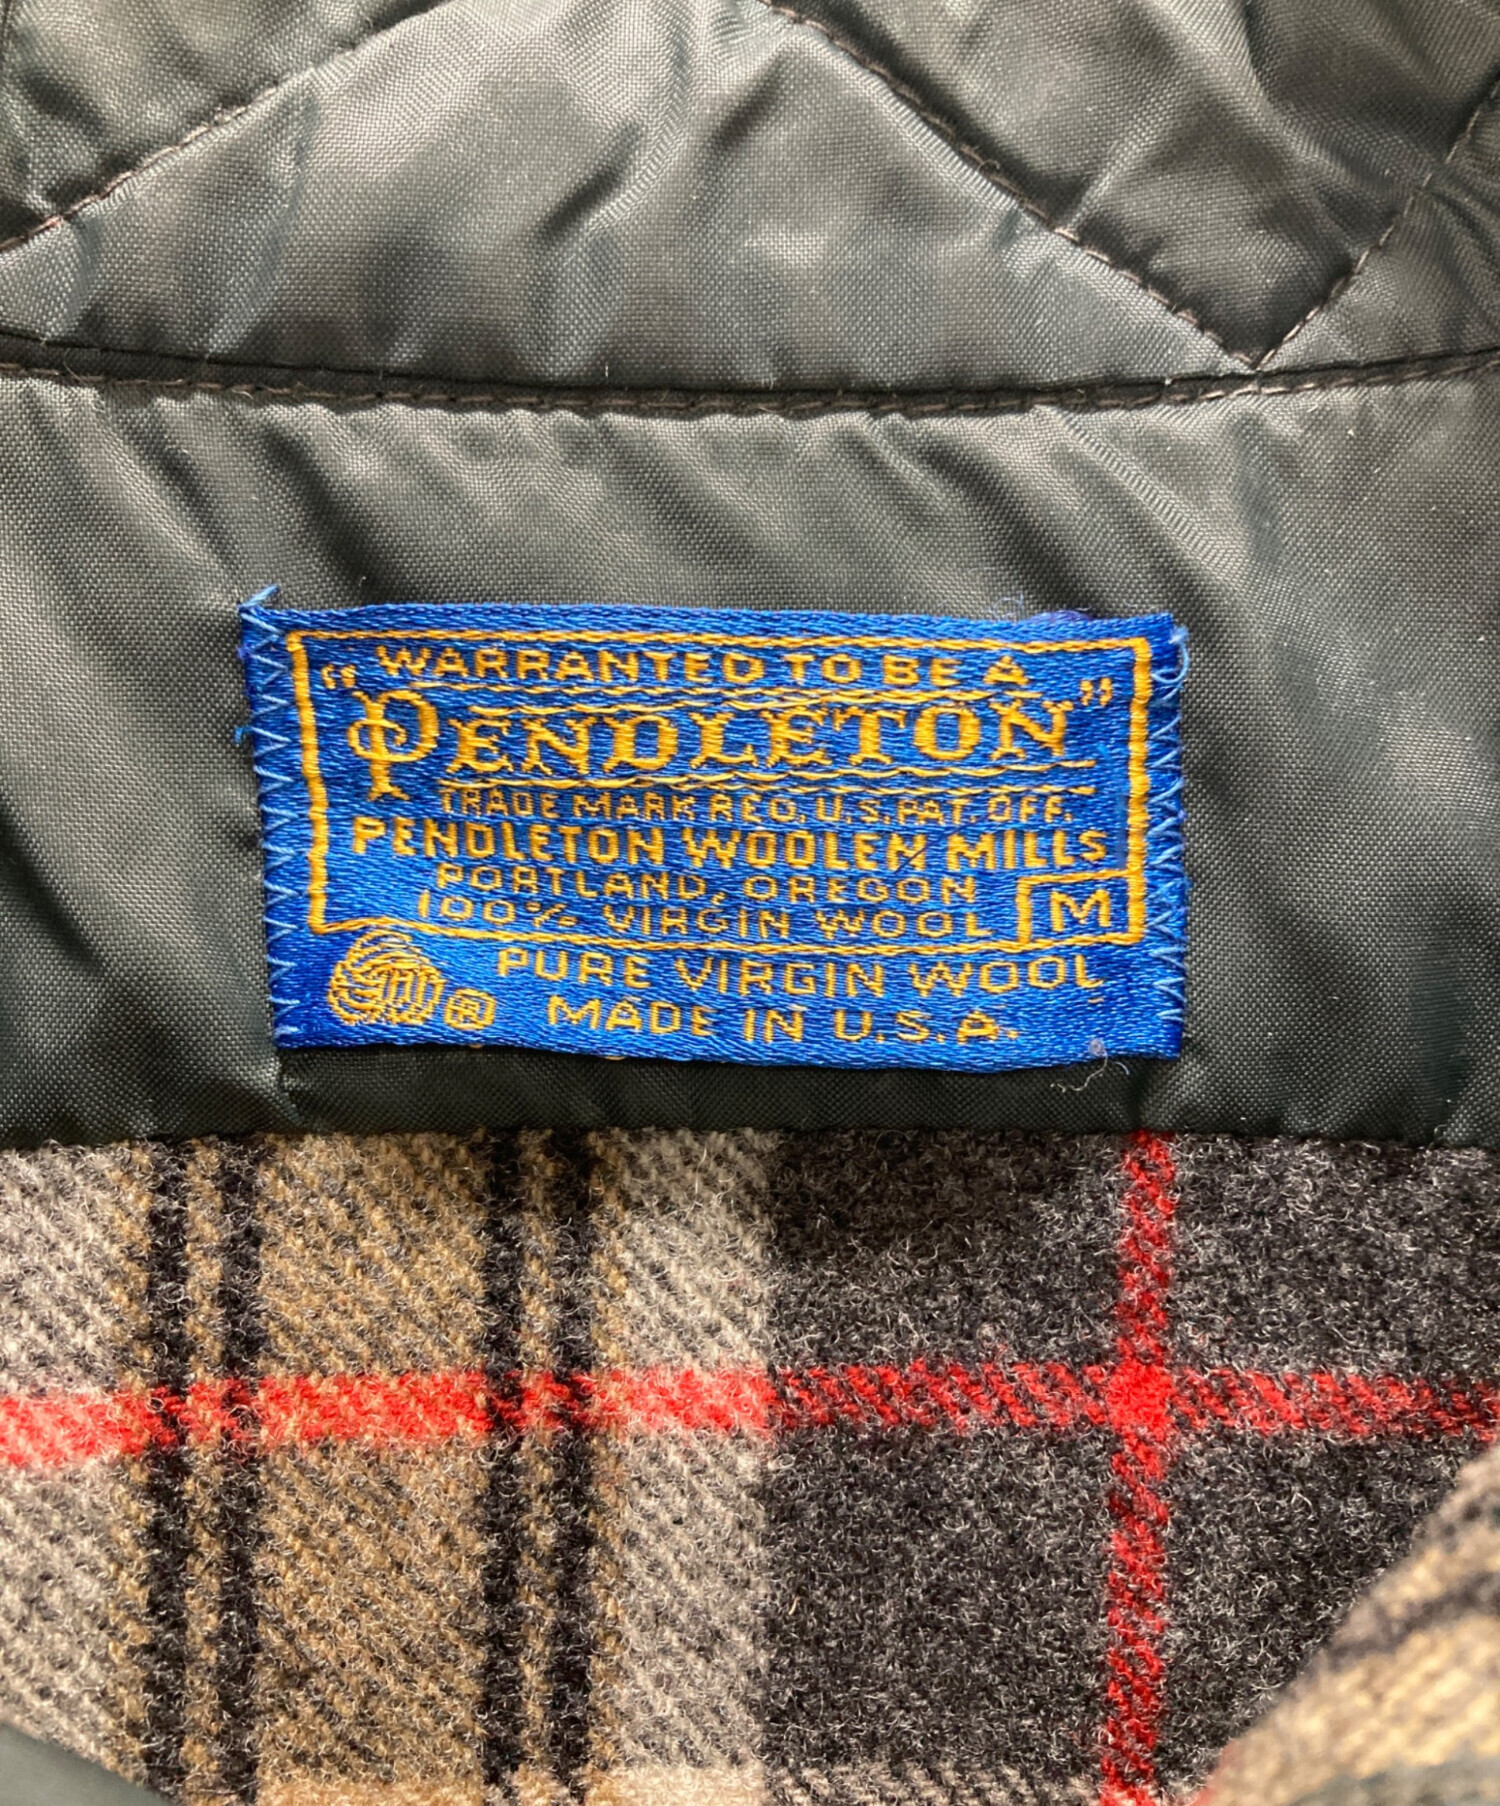 "WARRANTED TO BE A
PENDLETON"
TRADE MARK REG. U.S. PAT. OFF.
PENDLETON WOOLEN MILLS
PORTLAND, OREGON
100% VIRGIN WOOL M
PURE VIRGIN WOOL
® MADE IN U.S.A.